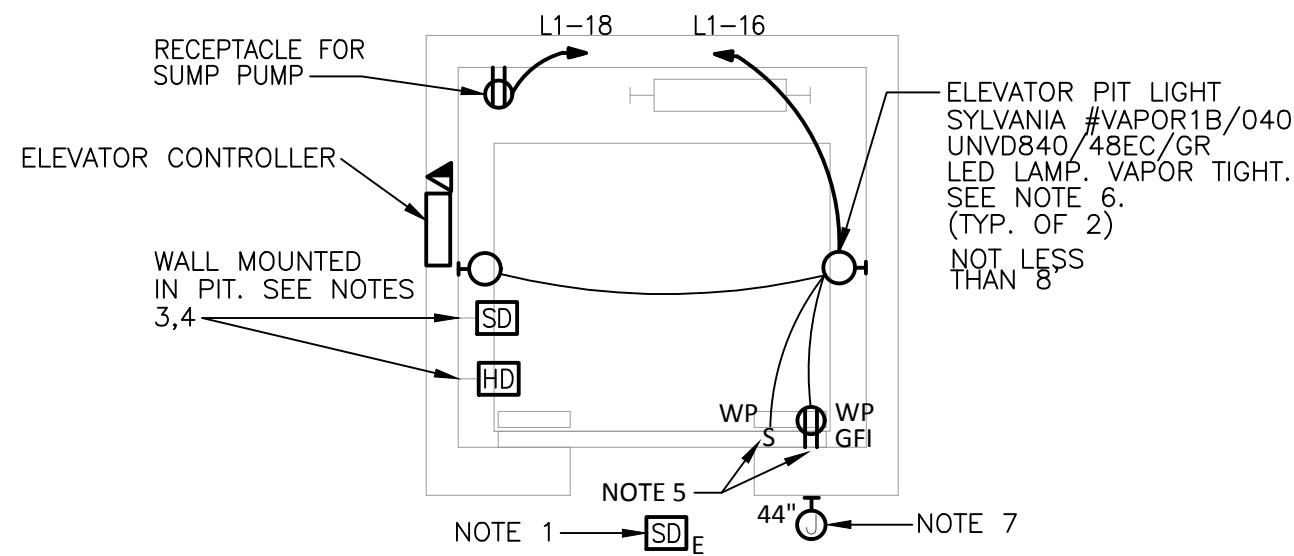 L1-18
L1-16
RECEPTACLE FOR
SUMP PUMP
ELEVATOR CONTROLLER
WALL MOUNTED
IN PIT. SEE NOTES
3,4
SD
HD
ELEVATOR PIT LIGHT
SYLVANIA #VAPOR1B/040
UNVD840/48EC/GR
LED LAMP. VAPOR TIGHT.
SEE NOTE 6.
(TYP. OF 2)
NOT LESS
THAN 8'
WP
S
WP
GFI
NOTE 5
44"
J
NOTE 7
NOTE 1
SD
E